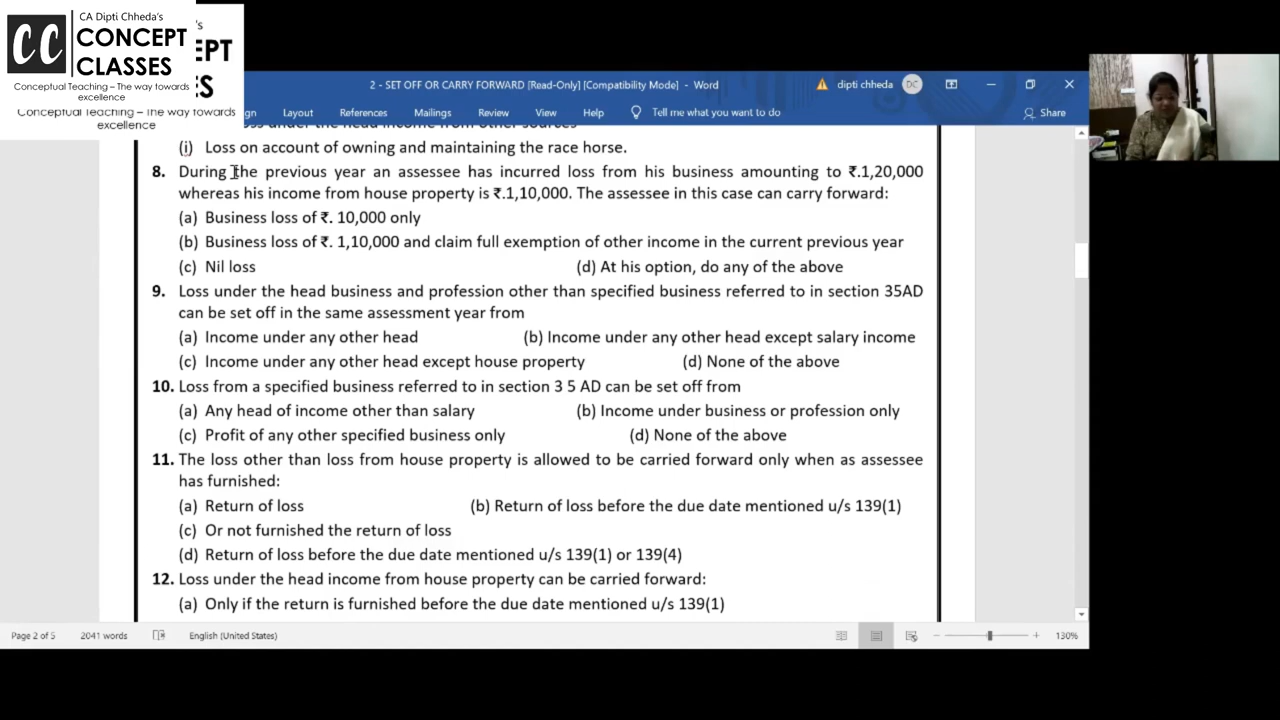 CA Dipti Chheda's
CONCEPT
CLASSES
Conceptual Teaching – The way towards
excellence
's
EPT
S
Conceptual Teaching – The way towards
excellence
2 - SET OFF OR CARRY FORWARD [Read-Only] [Compatibility Mode] - Word
dipti chheda
DC
gn
Layout
References
Mailings
Review
View
Help
Tell me what you want to do
Share
oss under the head income from other sources
(i) Loss on account of owning and maintaining the race horse.
8. During the previous year an assessee has incurred loss from his business amounting to ₹.1,20,000
whereas his income from house property is ₹.1,10,000. The assessee in this case can carry forward:
(a) Business loss of ₹. 10,000 only
(b) Business loss of ₹. 1,10,000 and claim full exemption of other income in the current previous year
(c) Nil loss (d) At his option, do any of the above
9. Loss under the head business and profession other than specified business referred to in section 35AD
can be set off in the same assessment year from
(a) Income under any other head (b) Income under any other head except salary income
(c) Income under any other head except house property (d) None of the above
10. Loss from a specified business referred to in section 3 5 AD can be set off from
(a) Any head of income other than salary (b) Income under business or profession only
(c) Profit of any other specified business only (d) None of the above
11. The loss other than loss from house property is allowed to be carried forward only when as assessee
has furnished:
(a) Return of loss (b) Return of loss before the due date mentioned u/s 139(1)
(c) Or not furnished the return of loss
(d) Return of loss before the due date mentioned u/s 139(1) or 139(4)
12. Loss under the head income from house property can be carried forward:
(a) Only if the return is furnished before the due date mentioned u/s 139(1)
Page 2 of 5
2041 words
English (United States)
130%